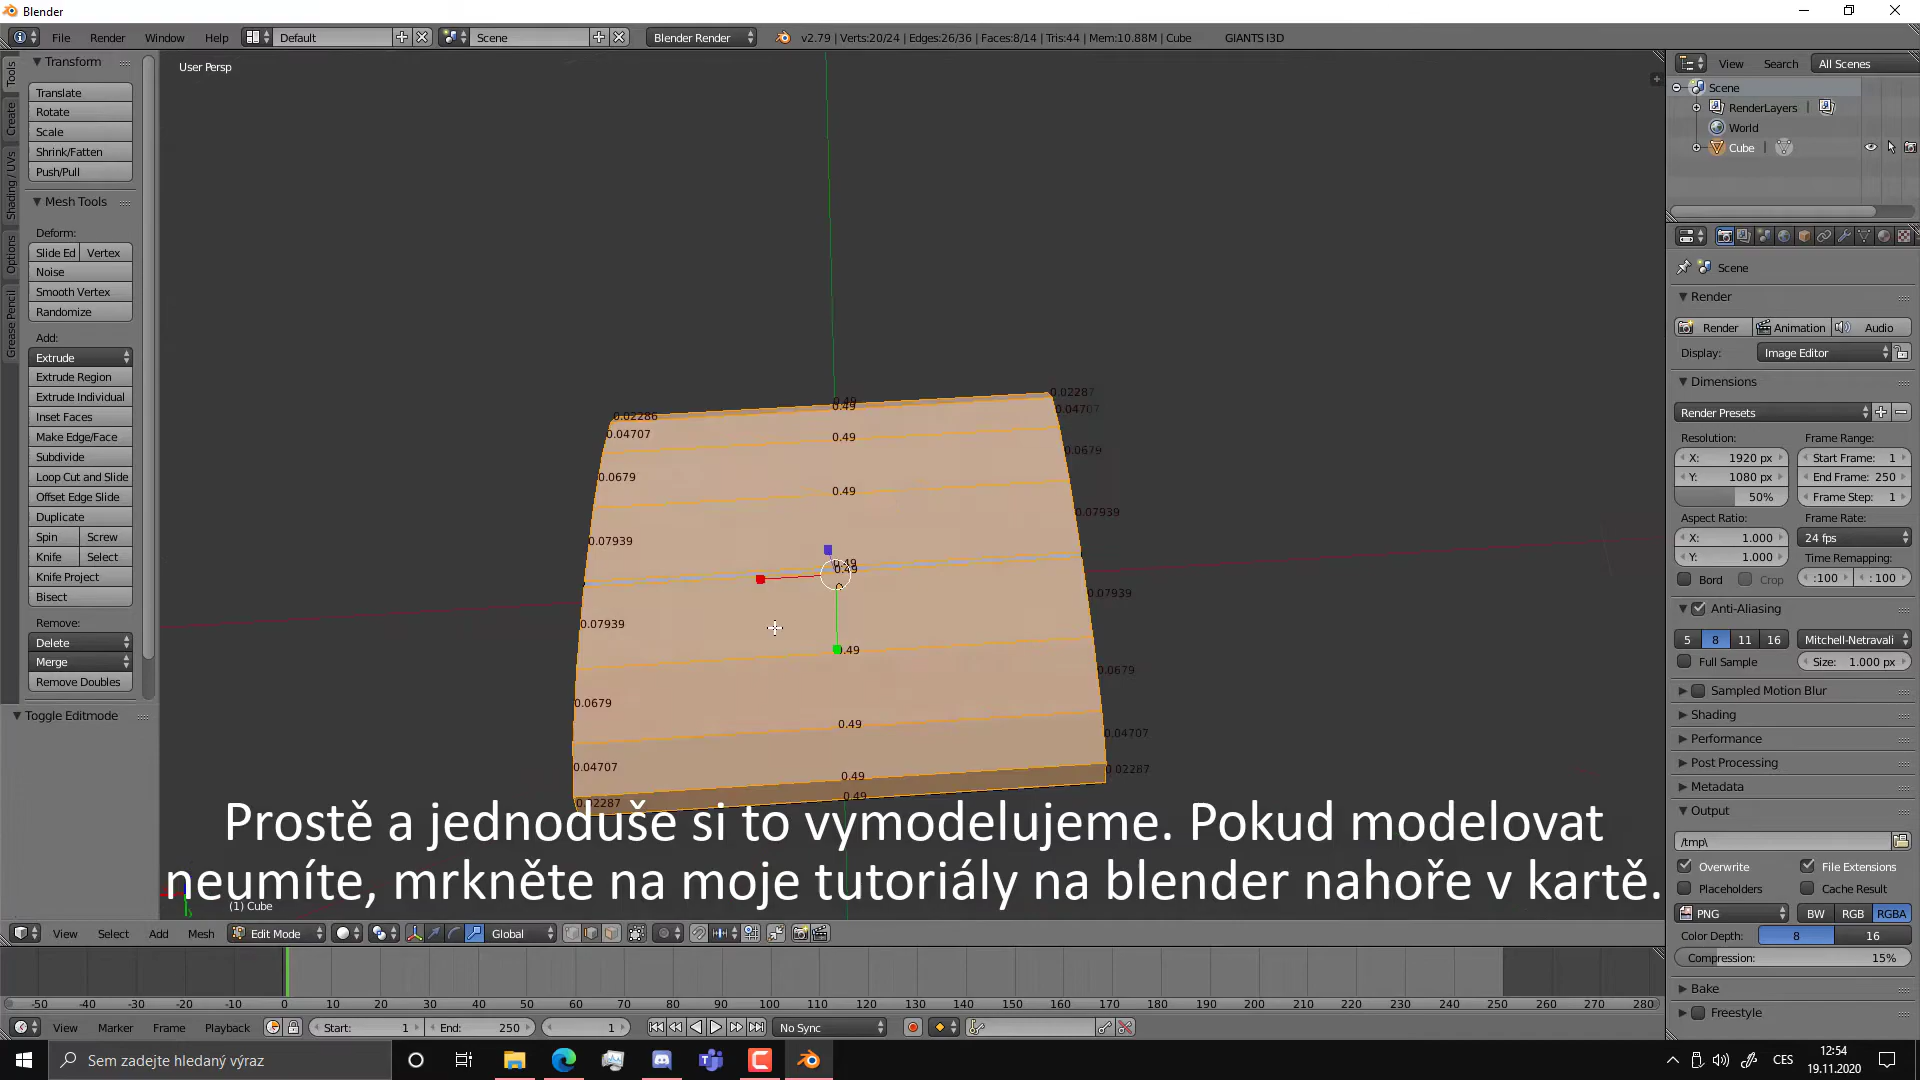 Blender
File Render Window Help Default Scene Blender Render v2.79 | Verts:20/24 | Edges:26/36 | Faces:8/14 | Tris:44 | Mem:10.88M | Cube GIANTS I3D
Tools
Create
Shading / UVs
Options
Grease Pencil
Transform
Translate
Rotate
Scale
Shrink/Fatten
Push/Pull
Mesh Tools
Deform:
Slide Ed Vertex
Noise
Smooth Vertex
Randomize
Add:
Extrude
Extrude Region
Extrude Individual
Inset Faces
Make Edge/Face
Subdivide
Loop Cut and Slide
Offset Edge Slide
Duplicate
Spin Screw
Knife Select
Knife Project
Bisect
Remove:
Delete
Merge
Remove Doubles
Toggle Editmode
User Persp
0.49 0.02287
0.02286 0.49 0.04707
0.04707 0.49
0.0679 0.0679
0.49
0.07939 0.07939
0.49
0.49
0.07939 0.07939
0.49
0.0679 0.0679
0.49
0.04707 0.04707
0.49 0.02287
0.02287 0.49
Prostě a jednoduše si to vymodelujeme. Pokud modelovat
neumíte, mrkněte na moje tutoriály na blender nahoře v kartě.
(1) Cube
View Select Add Mesh Edit Mode Global
-50 -40 -30 -20 -10 0 10 20 30 40 50 60 70 80 90 100 110 120 130 140 150 160 170 180 190 200 210 220 230 240 250 260 270 280
View Marker Frame Playback Start: 1 End: 250 1 No Sync
View Search All Scenes
Scene
RenderLayers
World
Cube
Scene
Render
Render Animation Audio
Display: Image Editor
Dimensions
Render Presets
Resolution: Frame Range:
X: 1920 px Start Frame: 1
Y: 1080 px End Frame: 250
50% Frame Step: 1
Aspect Ratio: Frame Rate:
X: 1.000 24 fps
Y: 1.000 Time Remapping:
Bord Crop :100 : 100
Anti-Aliasing
5 8 11 16 Mitchell-Netravali
Full Sample Size: 1.000 px
Sampled Motion Blur
Shading
Performance
Post Processing
Metadata
Output
/tmp\
Overwrite File Extensions
Placeholders Cache Result
PNG BW RGB RGBA
Color Depth: 8 16
Compression: 15%
Bake
Freestyle
Sem zadejte hledaný výraz CES 12:54
19.11.2020